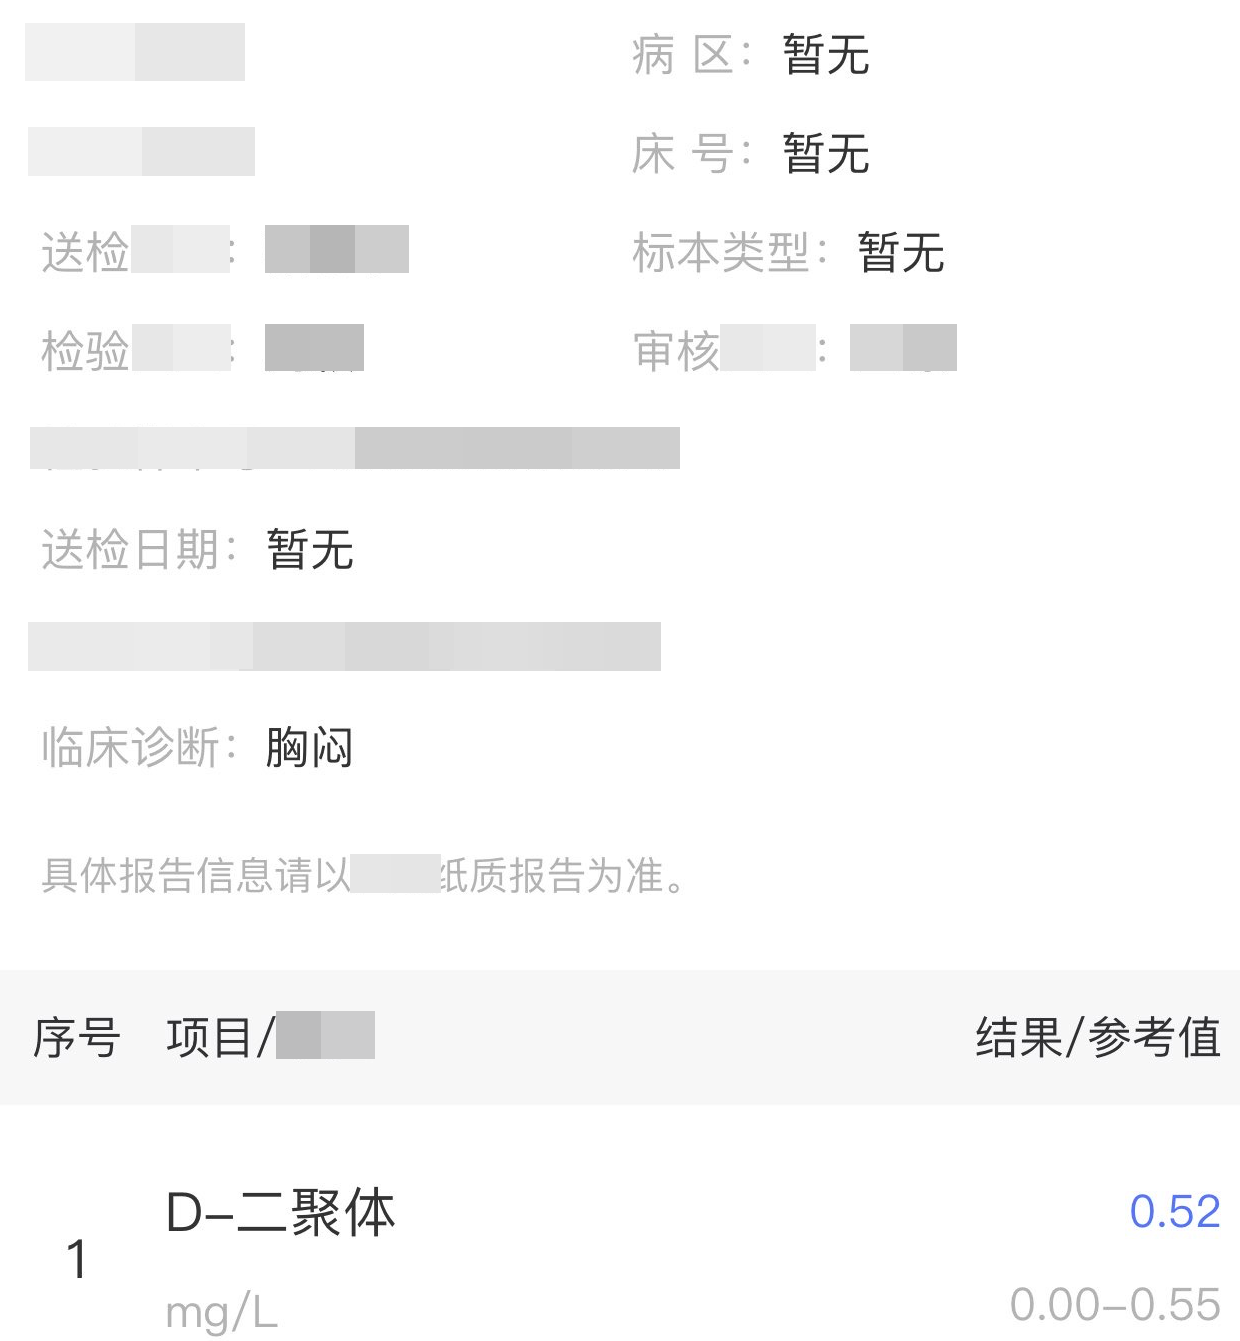 病 区： 暂无
床 号： 暂无
送检 ：
标本类型： 暂无
检验 ：
审核 ：
送检日期： 暂无
临床诊断： 胸闷
具体报告信息请以 纸质报告为准。
序号 项目/ 结果/参考值
1 D-二聚体 0.52
mg/L 0.00-0.55